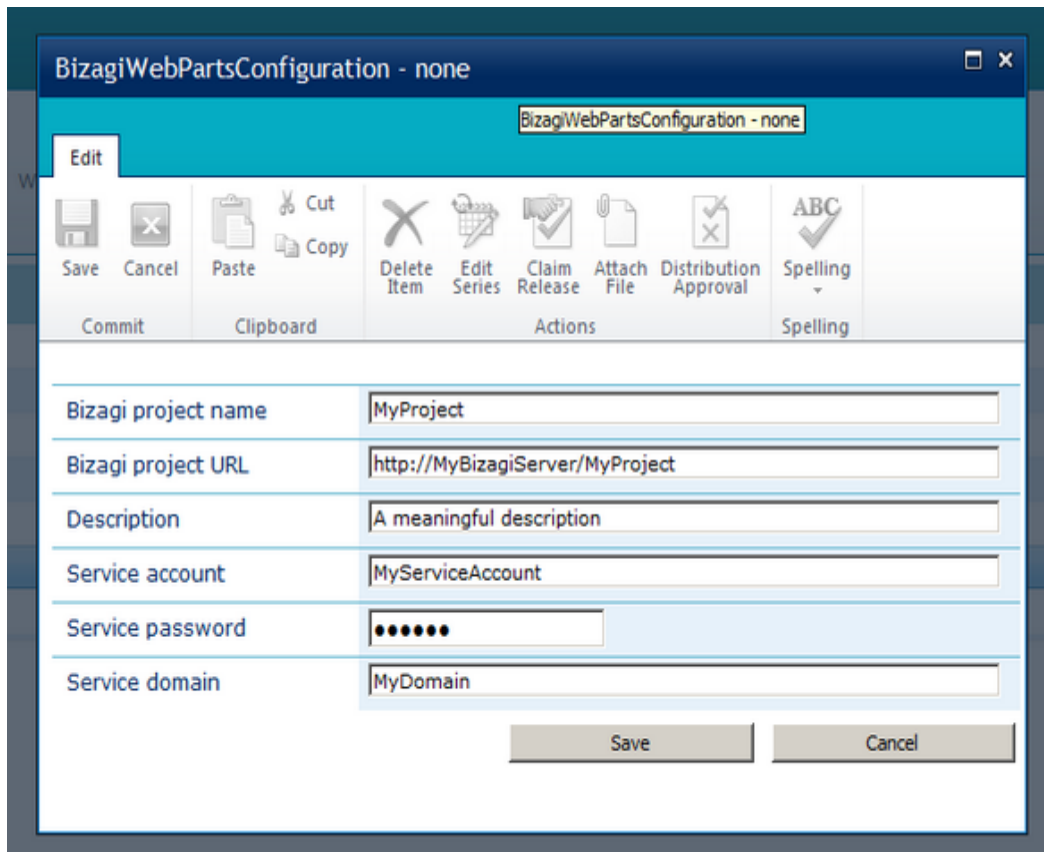 BizagiWebPartsConfiguration - none
BizagiWebPartsConfiguration - none
Edit
W
Save
Cancel
Paste
Cut
Copy
Delete
Item
Edit
Series
Claim
Release
Attach
File
Distribution
Approval
ABC
Spelling
Commit
Clipboard
Actions
Spelling
Bizagi project name
MyProject
Bizagi project URL
http://MyBizagiServer/MyProject
Description
A meaningful description
Service account
MyServiceAccount
Service password
●●●●●●
Service domain
MyDomain
Save
Cancel